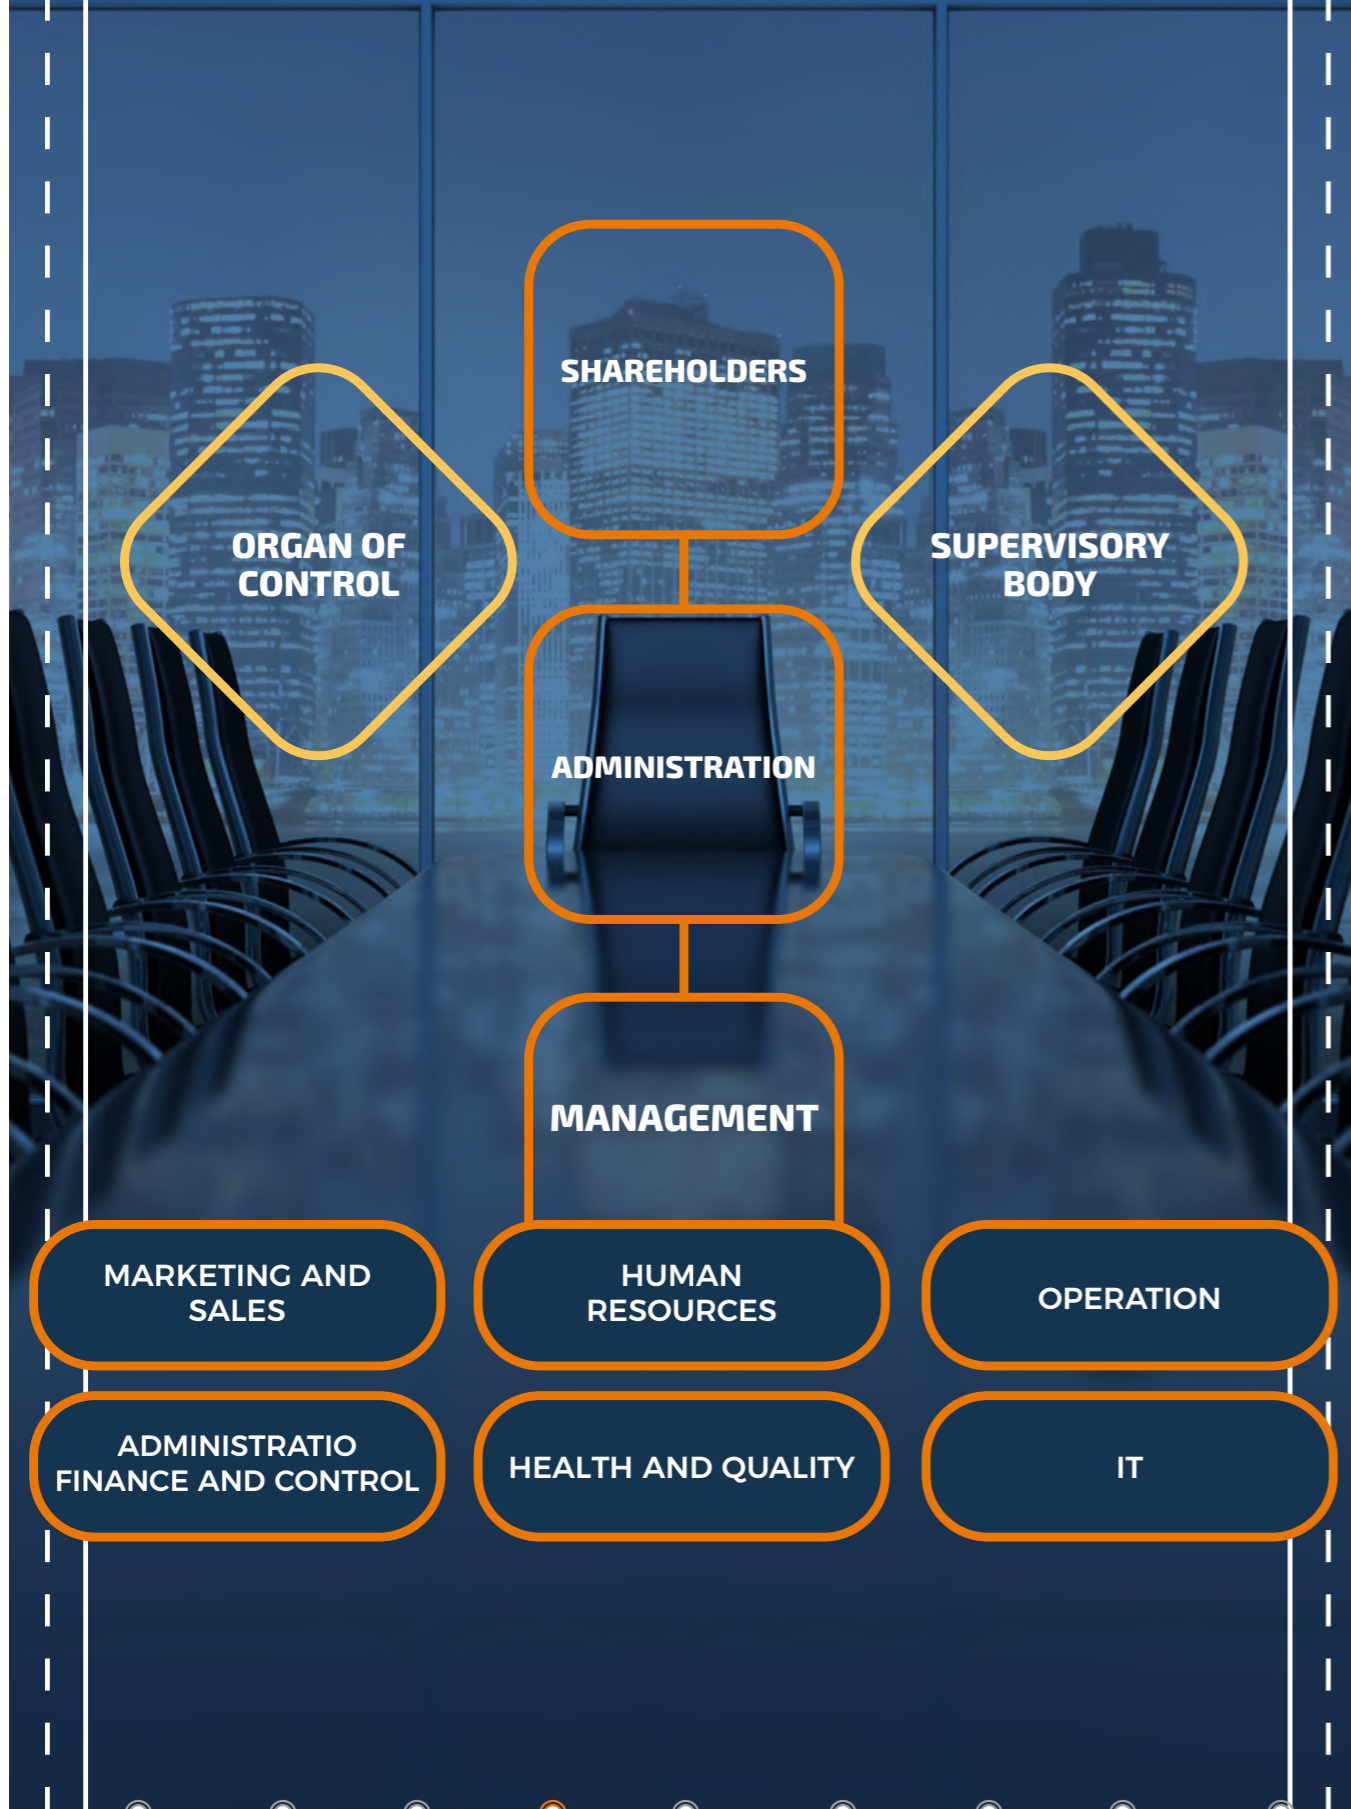 SHAREHOLDERS
ORGAN OF
CONTROL
SUPERVISORY
BODY
ADMINISTRATION
MANAGEMENT
MARKETING AND
SALES
HUMAN
RESOURCES
OPERATION
ADMINISTRATIO
FINANCE AND CONTROL
HEALTH AND QUALITY
IT